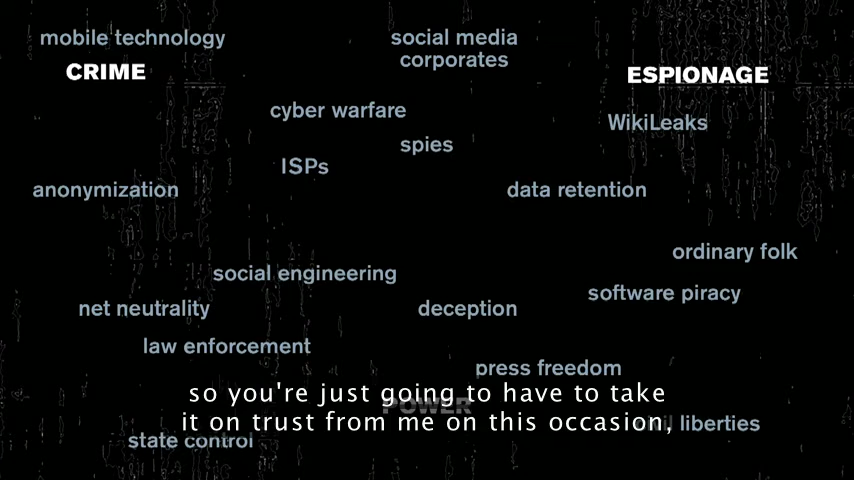 mobile technology
social media
corporates
CRIME
ESPIONAGE
cyber warfare
WikiLeaks
spies
ISPs
anonymization
data retention
ordinary folk
social engineering
software piracy
net neutrality
deception
law enforcement
press freedom
so you're just going to have to take
POWER
it on trust from me on this occasion,
civil liberties
state control